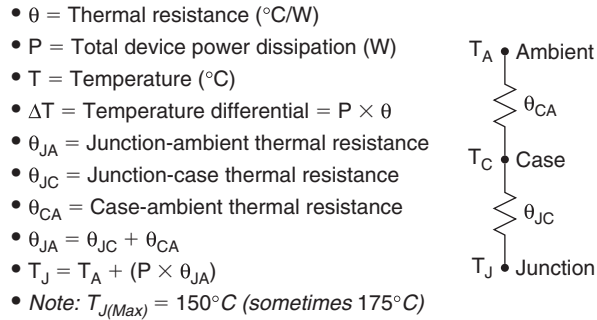 • θ = Thermal resistance (°C/W)
• P = Total device power dissipation (W)
• T = Temperature (°C)
• ΔT = Temperature differential = P × θ
• θJA = Junction-ambient thermal resistance
• θJC = Junction-case thermal resistance
• θCA = Case-ambient thermal resistance
• θJA = θJC + θCA
• TJ = TA + (P × θJA)
• Note: TJ(Max) = 150°C (sometimes 175°C)
TA Ambient
θCA
TC Case
θJC
TJ Junction